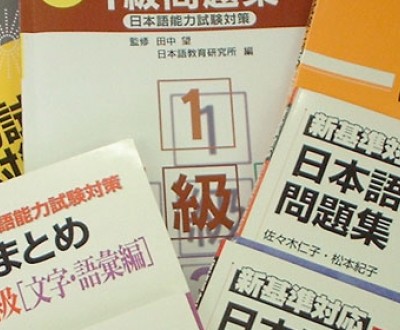 1級問題集
日本語能力試験対策
監修 田中 望
日本語教育研究所 編
1
級
試
語能力試験対策
まとめ
級[文字・語彙編]
新基準対応
日本語
問題集
佐々木仁子・松本紀子
新基準対応
日本語